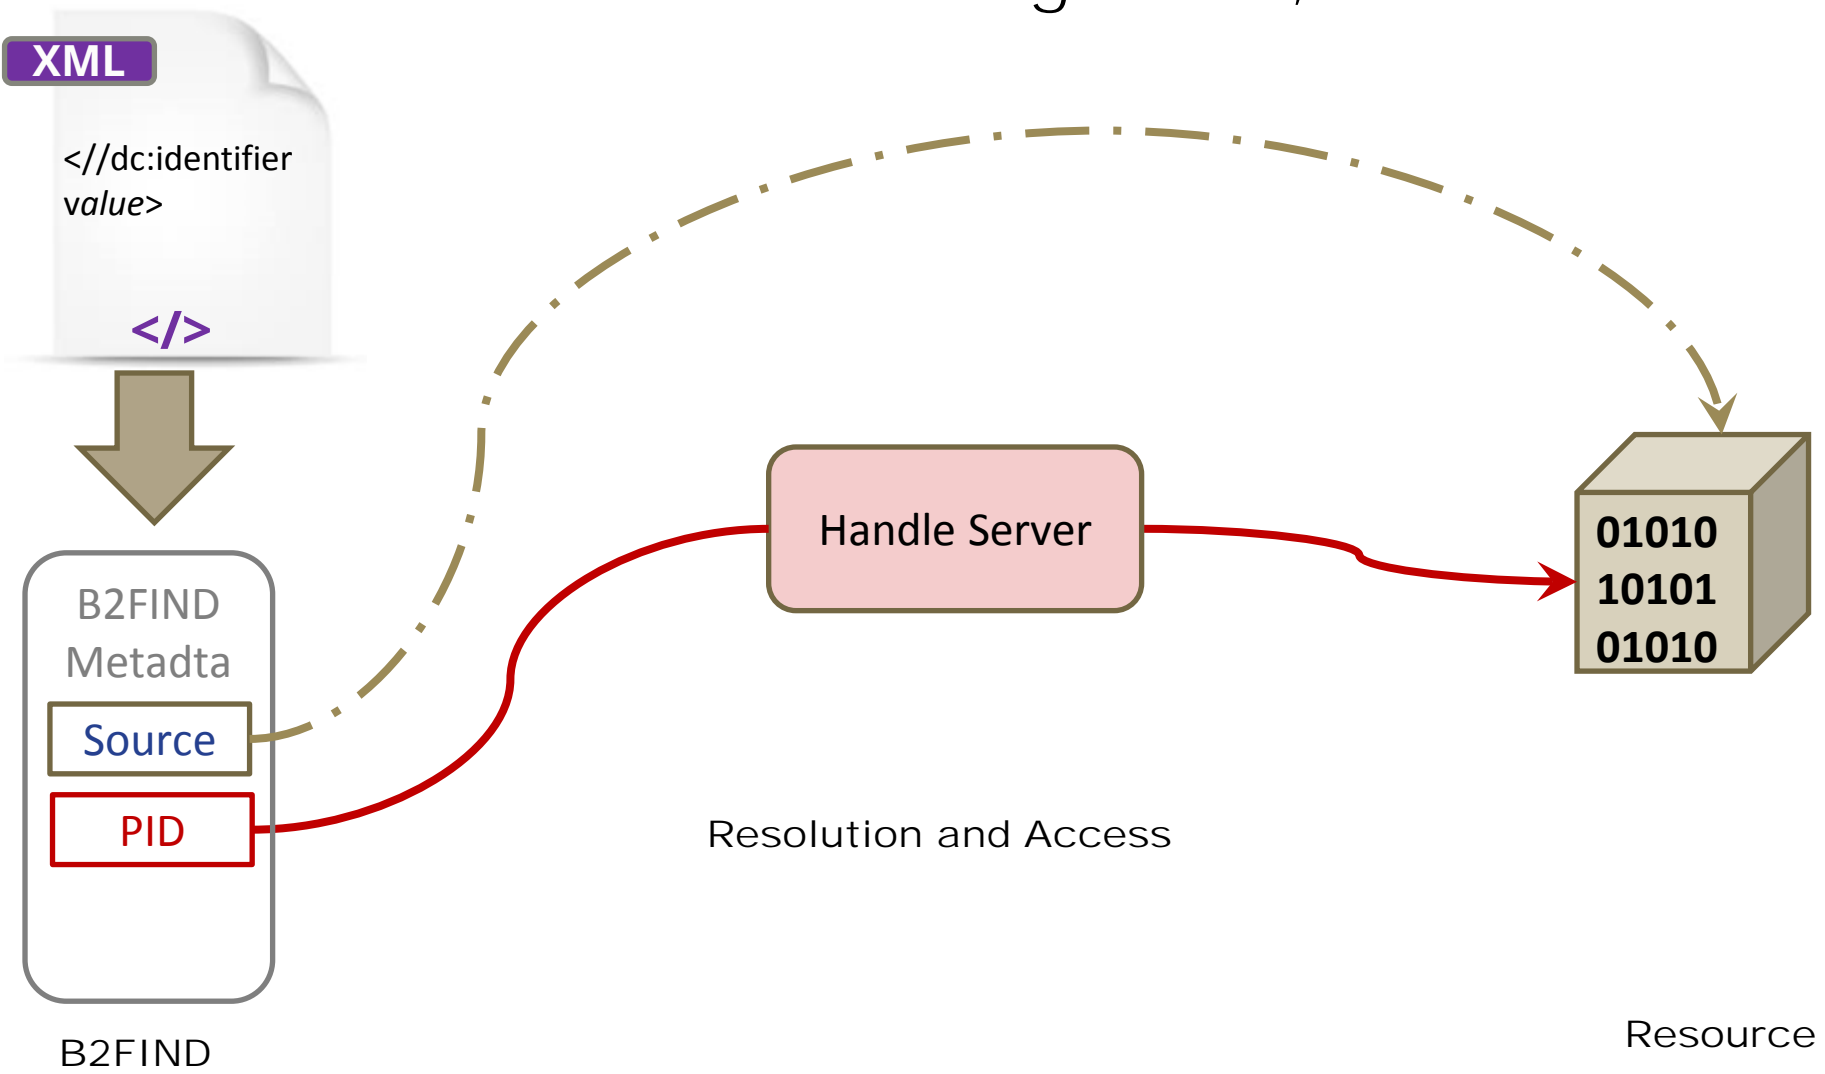 XML
<//dc:identifier
value>
</>
B2FIND
Metadta
Source
PID
Handle Server
01010
10101
01010
Resolution and Access
B2FIND
Resource